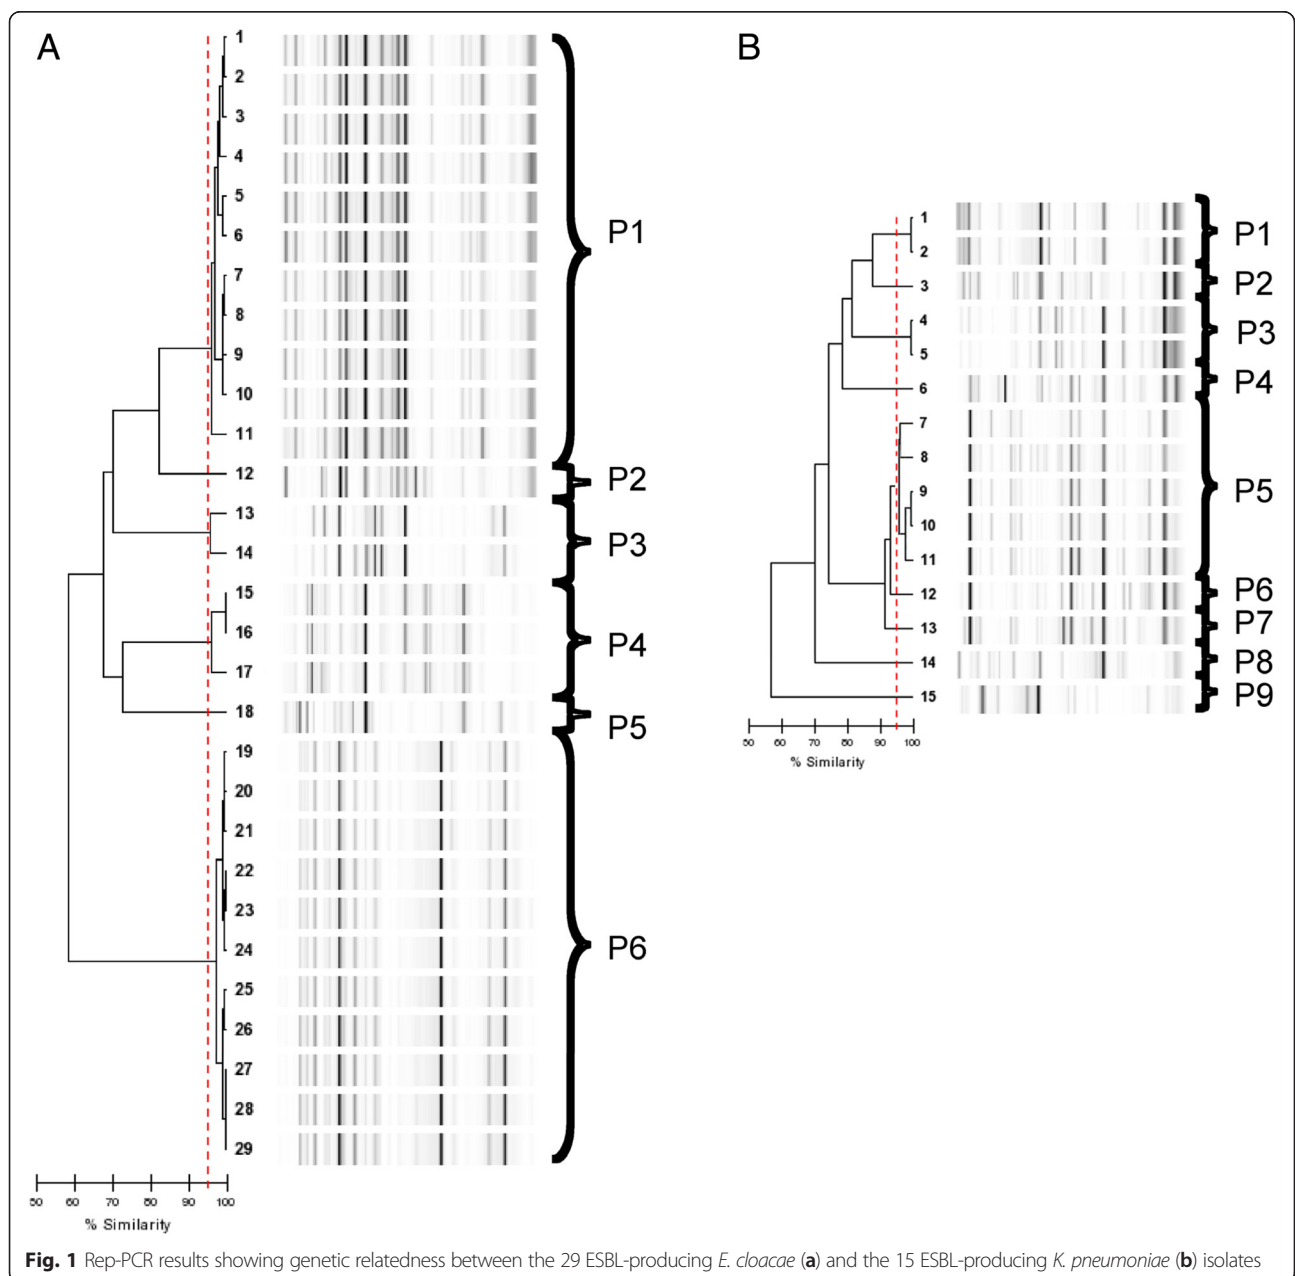 A
1
2
3
4
5
6
7
8
9
10
11
12
13
14
15
16
17
18
19
20
21
22
23
24
25
26
27
28
29
P1
P2
P3
P4
P5
P6
50 60 70 80 90 100
% Similarity
B
1
2
3
4
5
6
7
8
9
10
11
12
13
14
15
P1
P2
P3
P4
P5
P6
P7
P8
P9
50 60 70 80 90 100
% Similarity
Fig. 1 Rep-PCR results showing genetic relatedness between the 29 ESBL-producing E. cloacae (a) and the 15 ESBL-producing K. pneumoniae (b) isolates